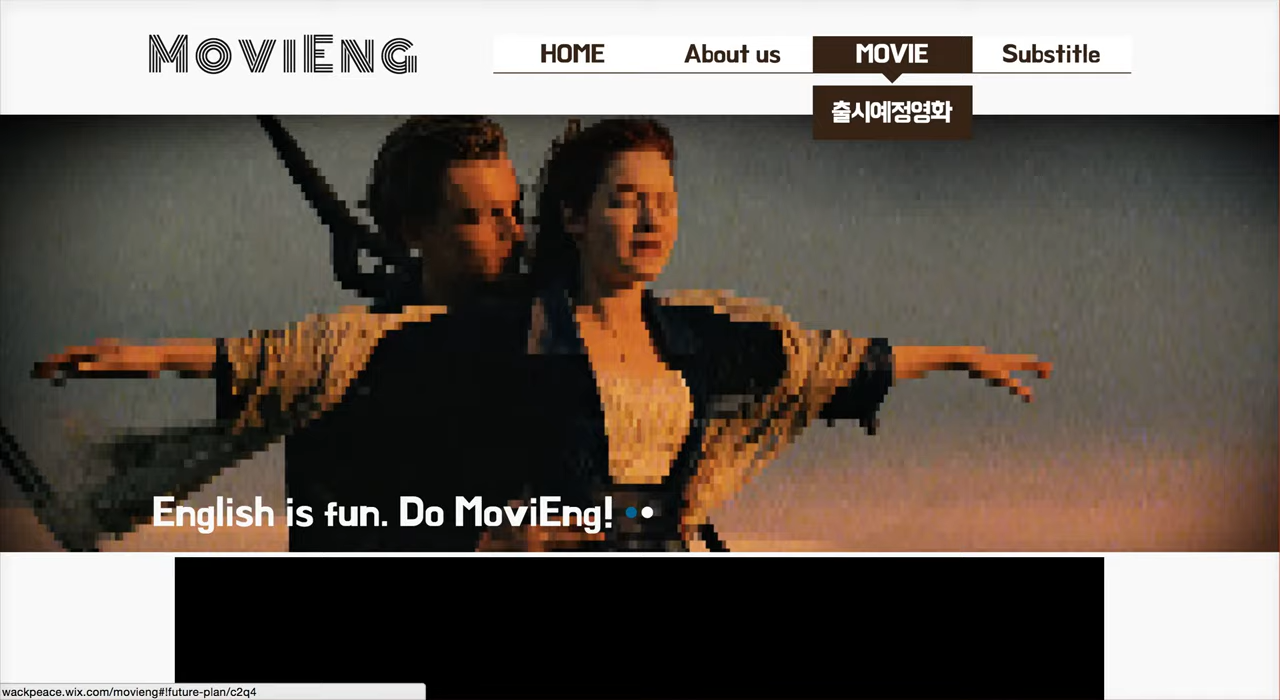 MOVIENG
HOME
About us
MOVIE
Substitle
출시예정영화
English is fun. Do MoviEng!
wackpeace.wix.com/movieng#!future-plan/c2q4